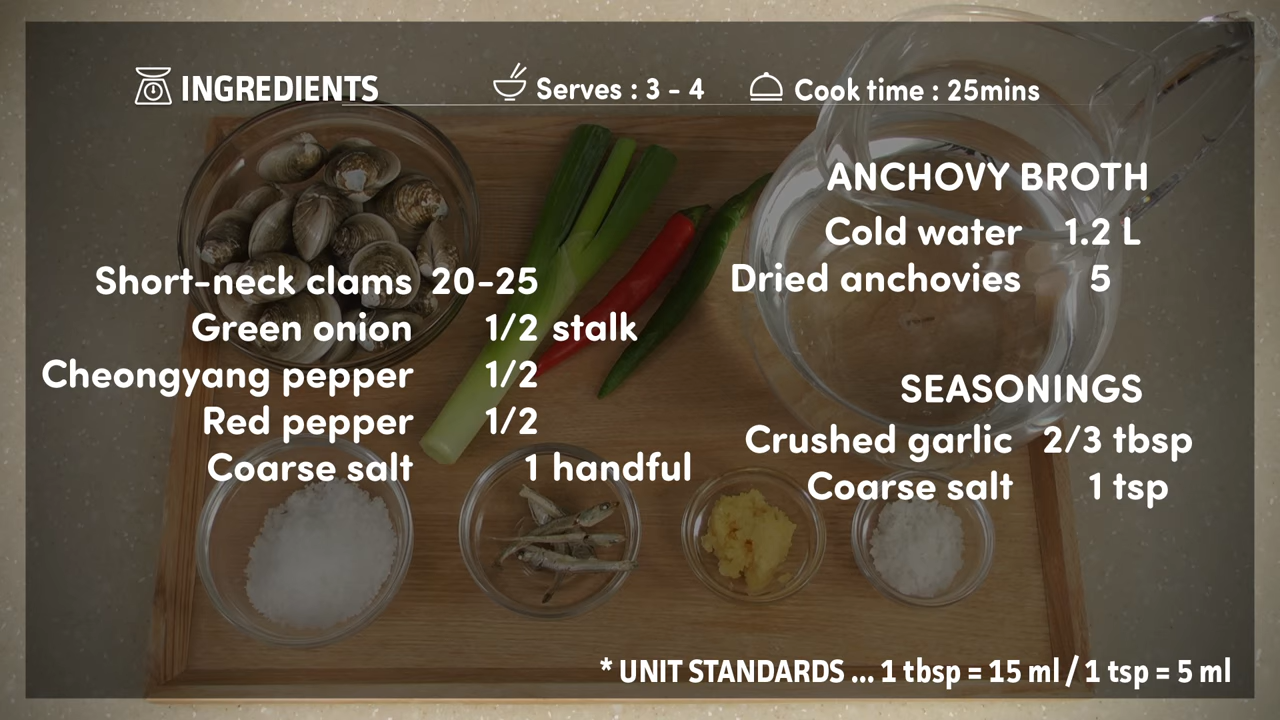 INGREDIENTS Serves : 3 - 4 Cook time : 25mins
Short-neck clams 20-25
Green onion 1/2 stalk
Cheongyang pepper 1/2
Red pepper 1/2
Coarse salt 1 handful
ANCHOVY BROTH
Cold water 1.2 L
Dried anchovies 5
SEASONINGS
Crushed garlic 2/3 tbsp
Coarse salt 1 tsp
* UNIT STANDARDS ... 1 tbsp = 15 ml / 1 tsp = 5 ml